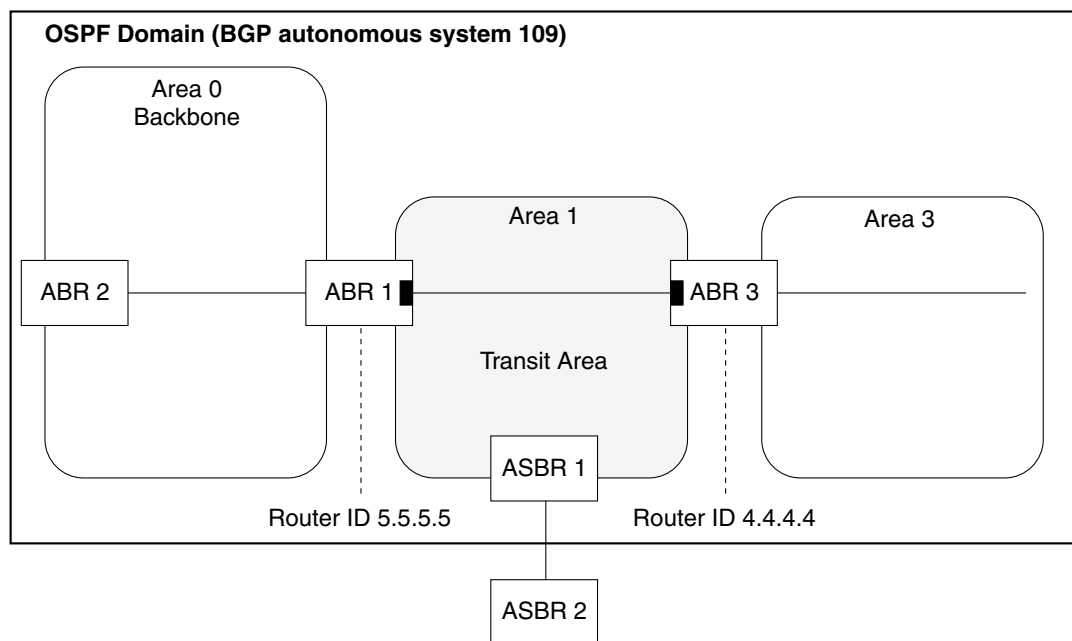 OSPF Domain (BGP autonomous system 109)
Area 0
Backbone
Area 1
Area 3
ABR 2
ABR 1
ABR 3
Transit Area
ASBR 1
Router ID 5.5.5.5
Router ID 4.4.4.4
ASBR 2